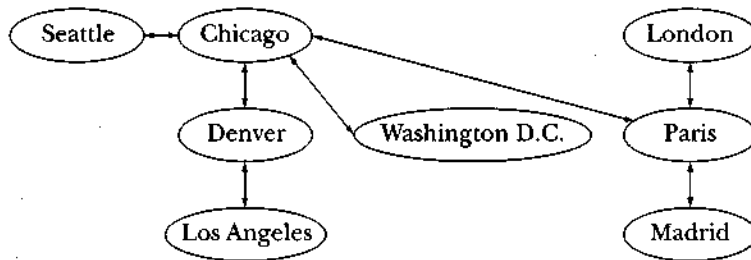 Seattle
Chicago
London
Denver
Washington D.C.
Paris
Los Angeles
Madrid